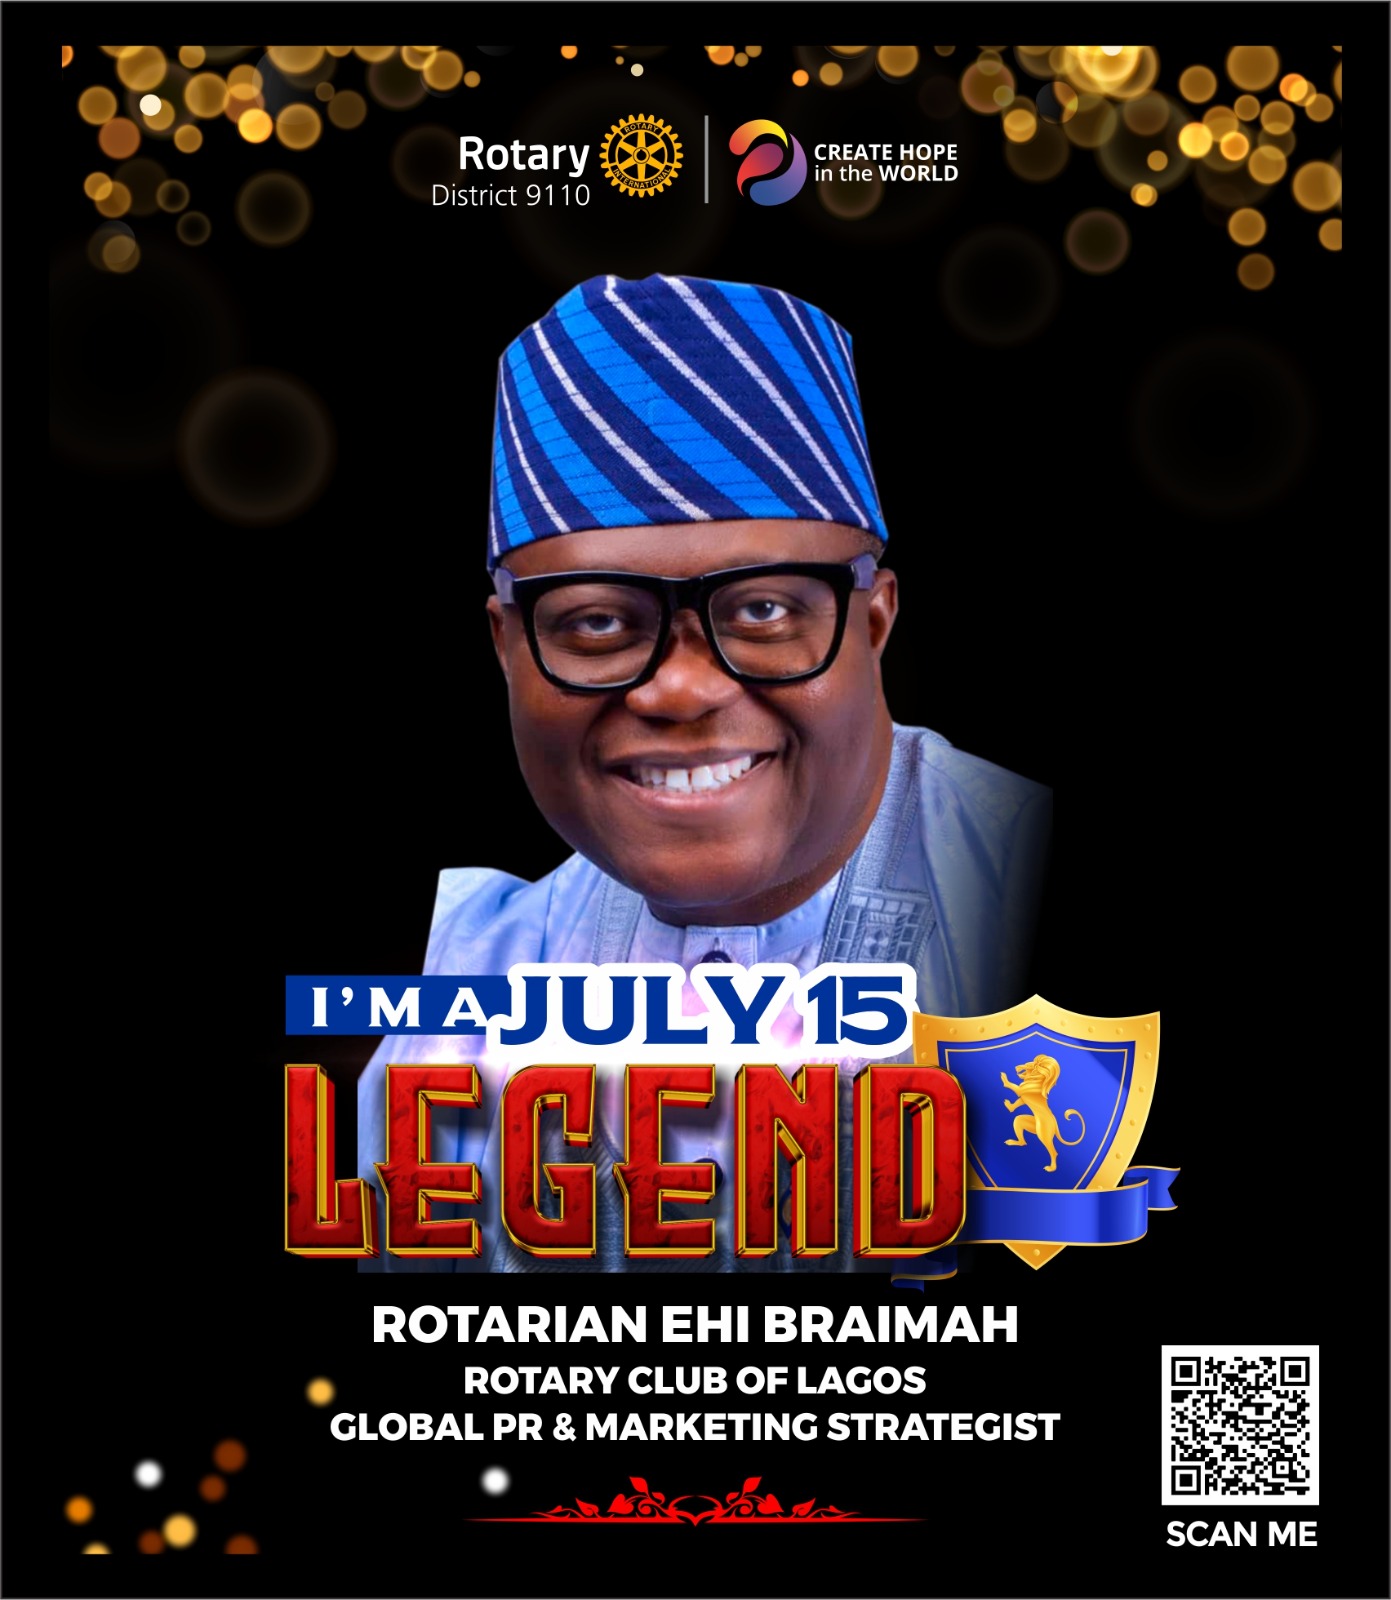 Rotary
District 9110
ROTARY
INTERNATIONAL
CREATE HOPE
in the WORLD
I'M A JULY 15
LEGEND
ROTARIAN EHI BRAIMAH
ROTARY CLUB OF LAGOS
GLOBAL PR & MARKETING STRATEGIST
SCAN ME